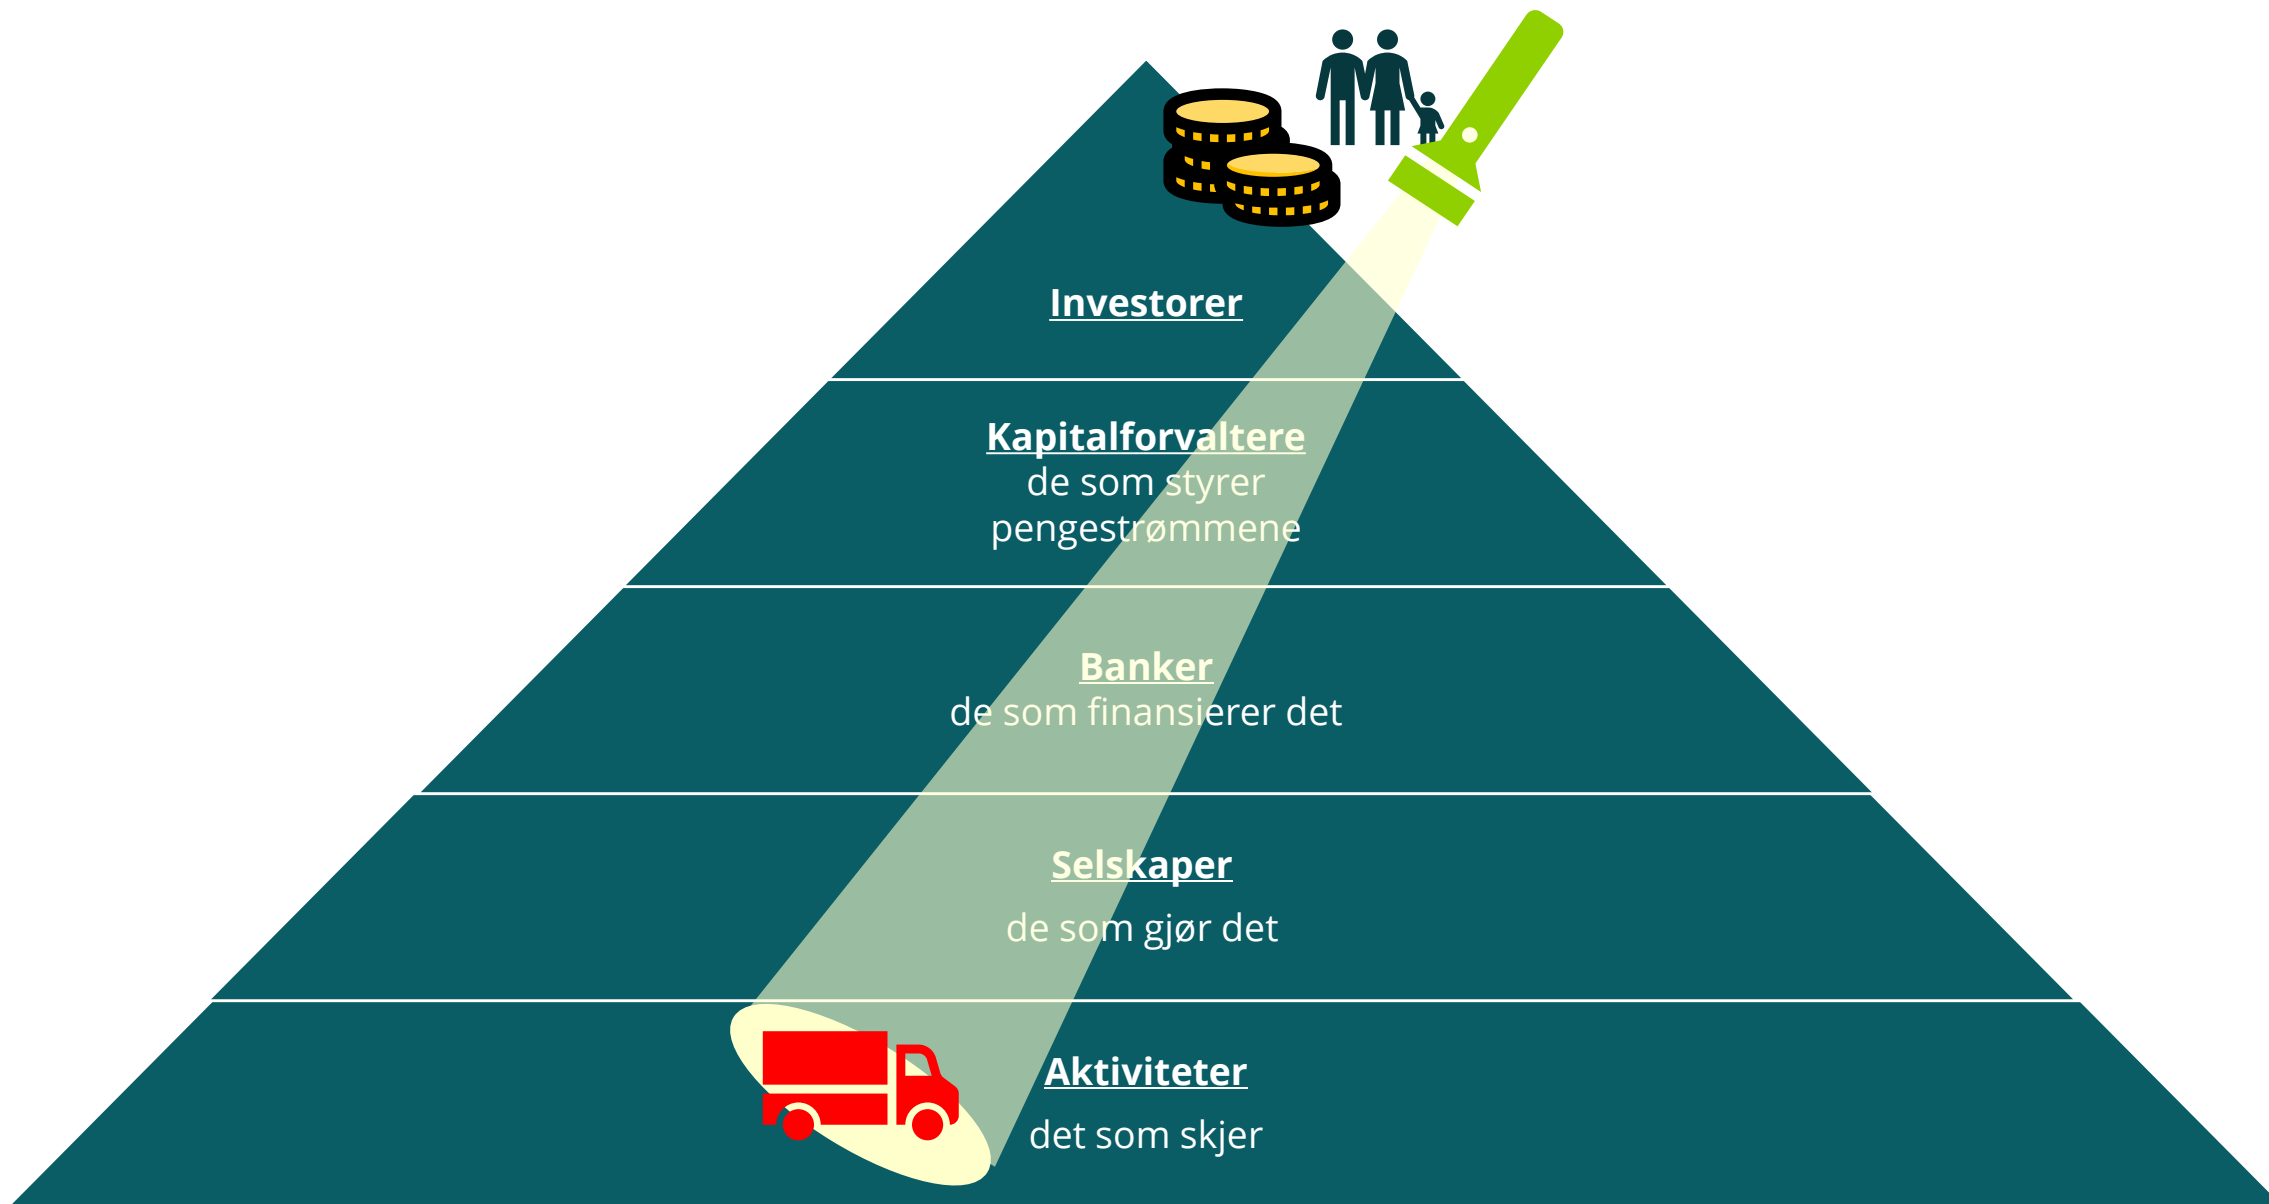 Investorer
Kapitalforvaltere
de som styrer
pengestrømmene
Banker
de som finansierer det
Selskaper
de som gjør det
Aktiviteter
det som skjer